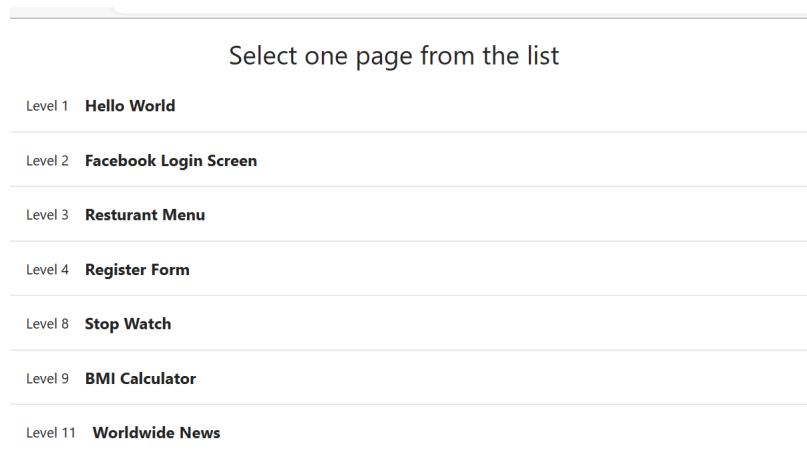 Select one page from the list
Level 1 Hello World
Level 2 Facebook Login Screen
Level 3 Resturant Menu
Level 4 Register Form
Level 8 Stop Watch
Level 9 BMI Calculator
Level 11 Worldwide News